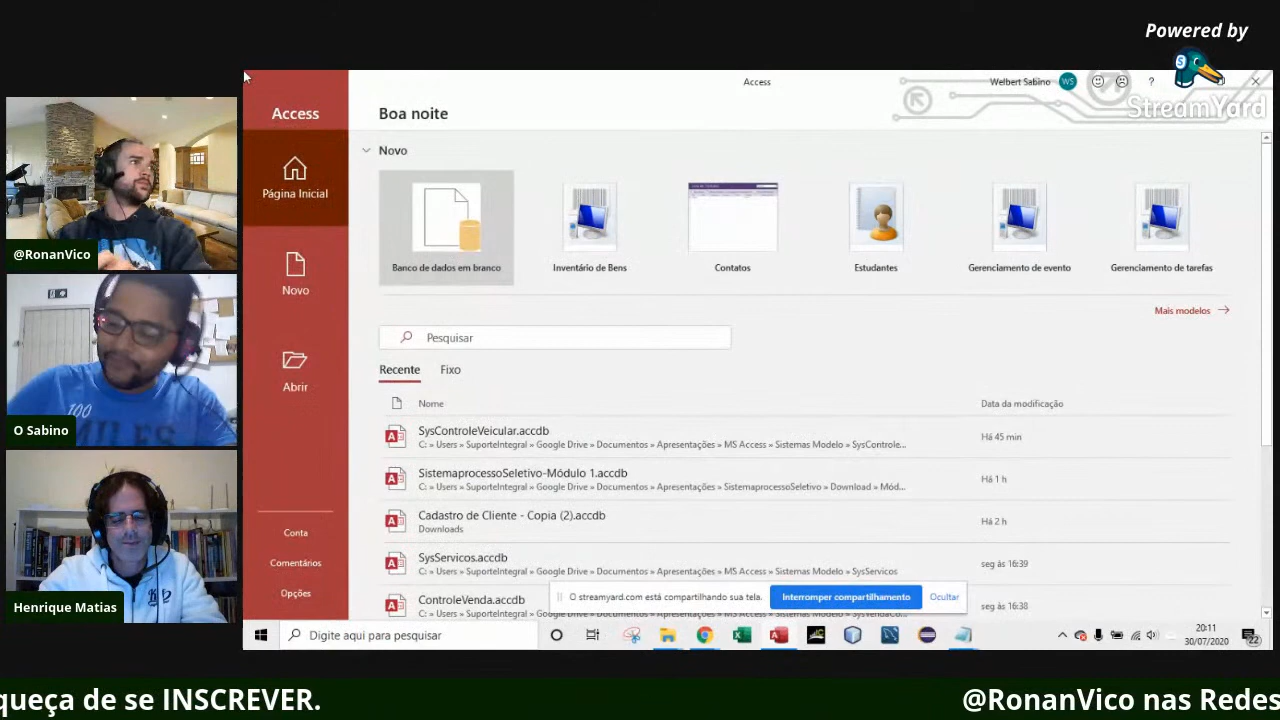 Powered by
StreamYard
@RonanVico
O Sabino
Henrique Matias
Access
Welbert Sabino
WS
?
Access
Boa noite
Página Inicial
Novo
Abrir
Conta
Comentários
Opções
Novo
Banco de dados em branco
Inventário de Bens
Contatos
Estudantes
Gerenciamento de evento
Gerenciamento de tarefas
Mais modelos
Pesquisar
Recente Fixo
Nome Data da modificação
SysControleVeicular.accdb
C: » Users » SuporteIntegral » Google Drive » Documentos » Apresentações » MS Access » Sistemas Modelo » SysControle...
Há 45 min
SistemaprocessoSeletivo-Módulo 1.accdb
C: » Users » SuporteIntegral » Google Drive » Documentos » Apresentações » SistemaprocessoSeletivo » Download » Mód...
Há 1 h
Cadastro de Cliente - Copia (2).accdb
Downloads
Há 2 h
SysServicos.accdb
C: » Users » SuporteIntegral » Google Drive » Documentos » Apresentações » MS Access » Sistemas Modelo » SysServicos
seg às 16:39
ControleVenda.accdb
seg às 16:38
O streamyard.com está compartilhando sua tela.
Interromper compartilhamento
Ocultar
Digite aqui para pesquisar
20:11
30/07/2020
22
queça de se INSCREVER.
@RonanVico nas Redes